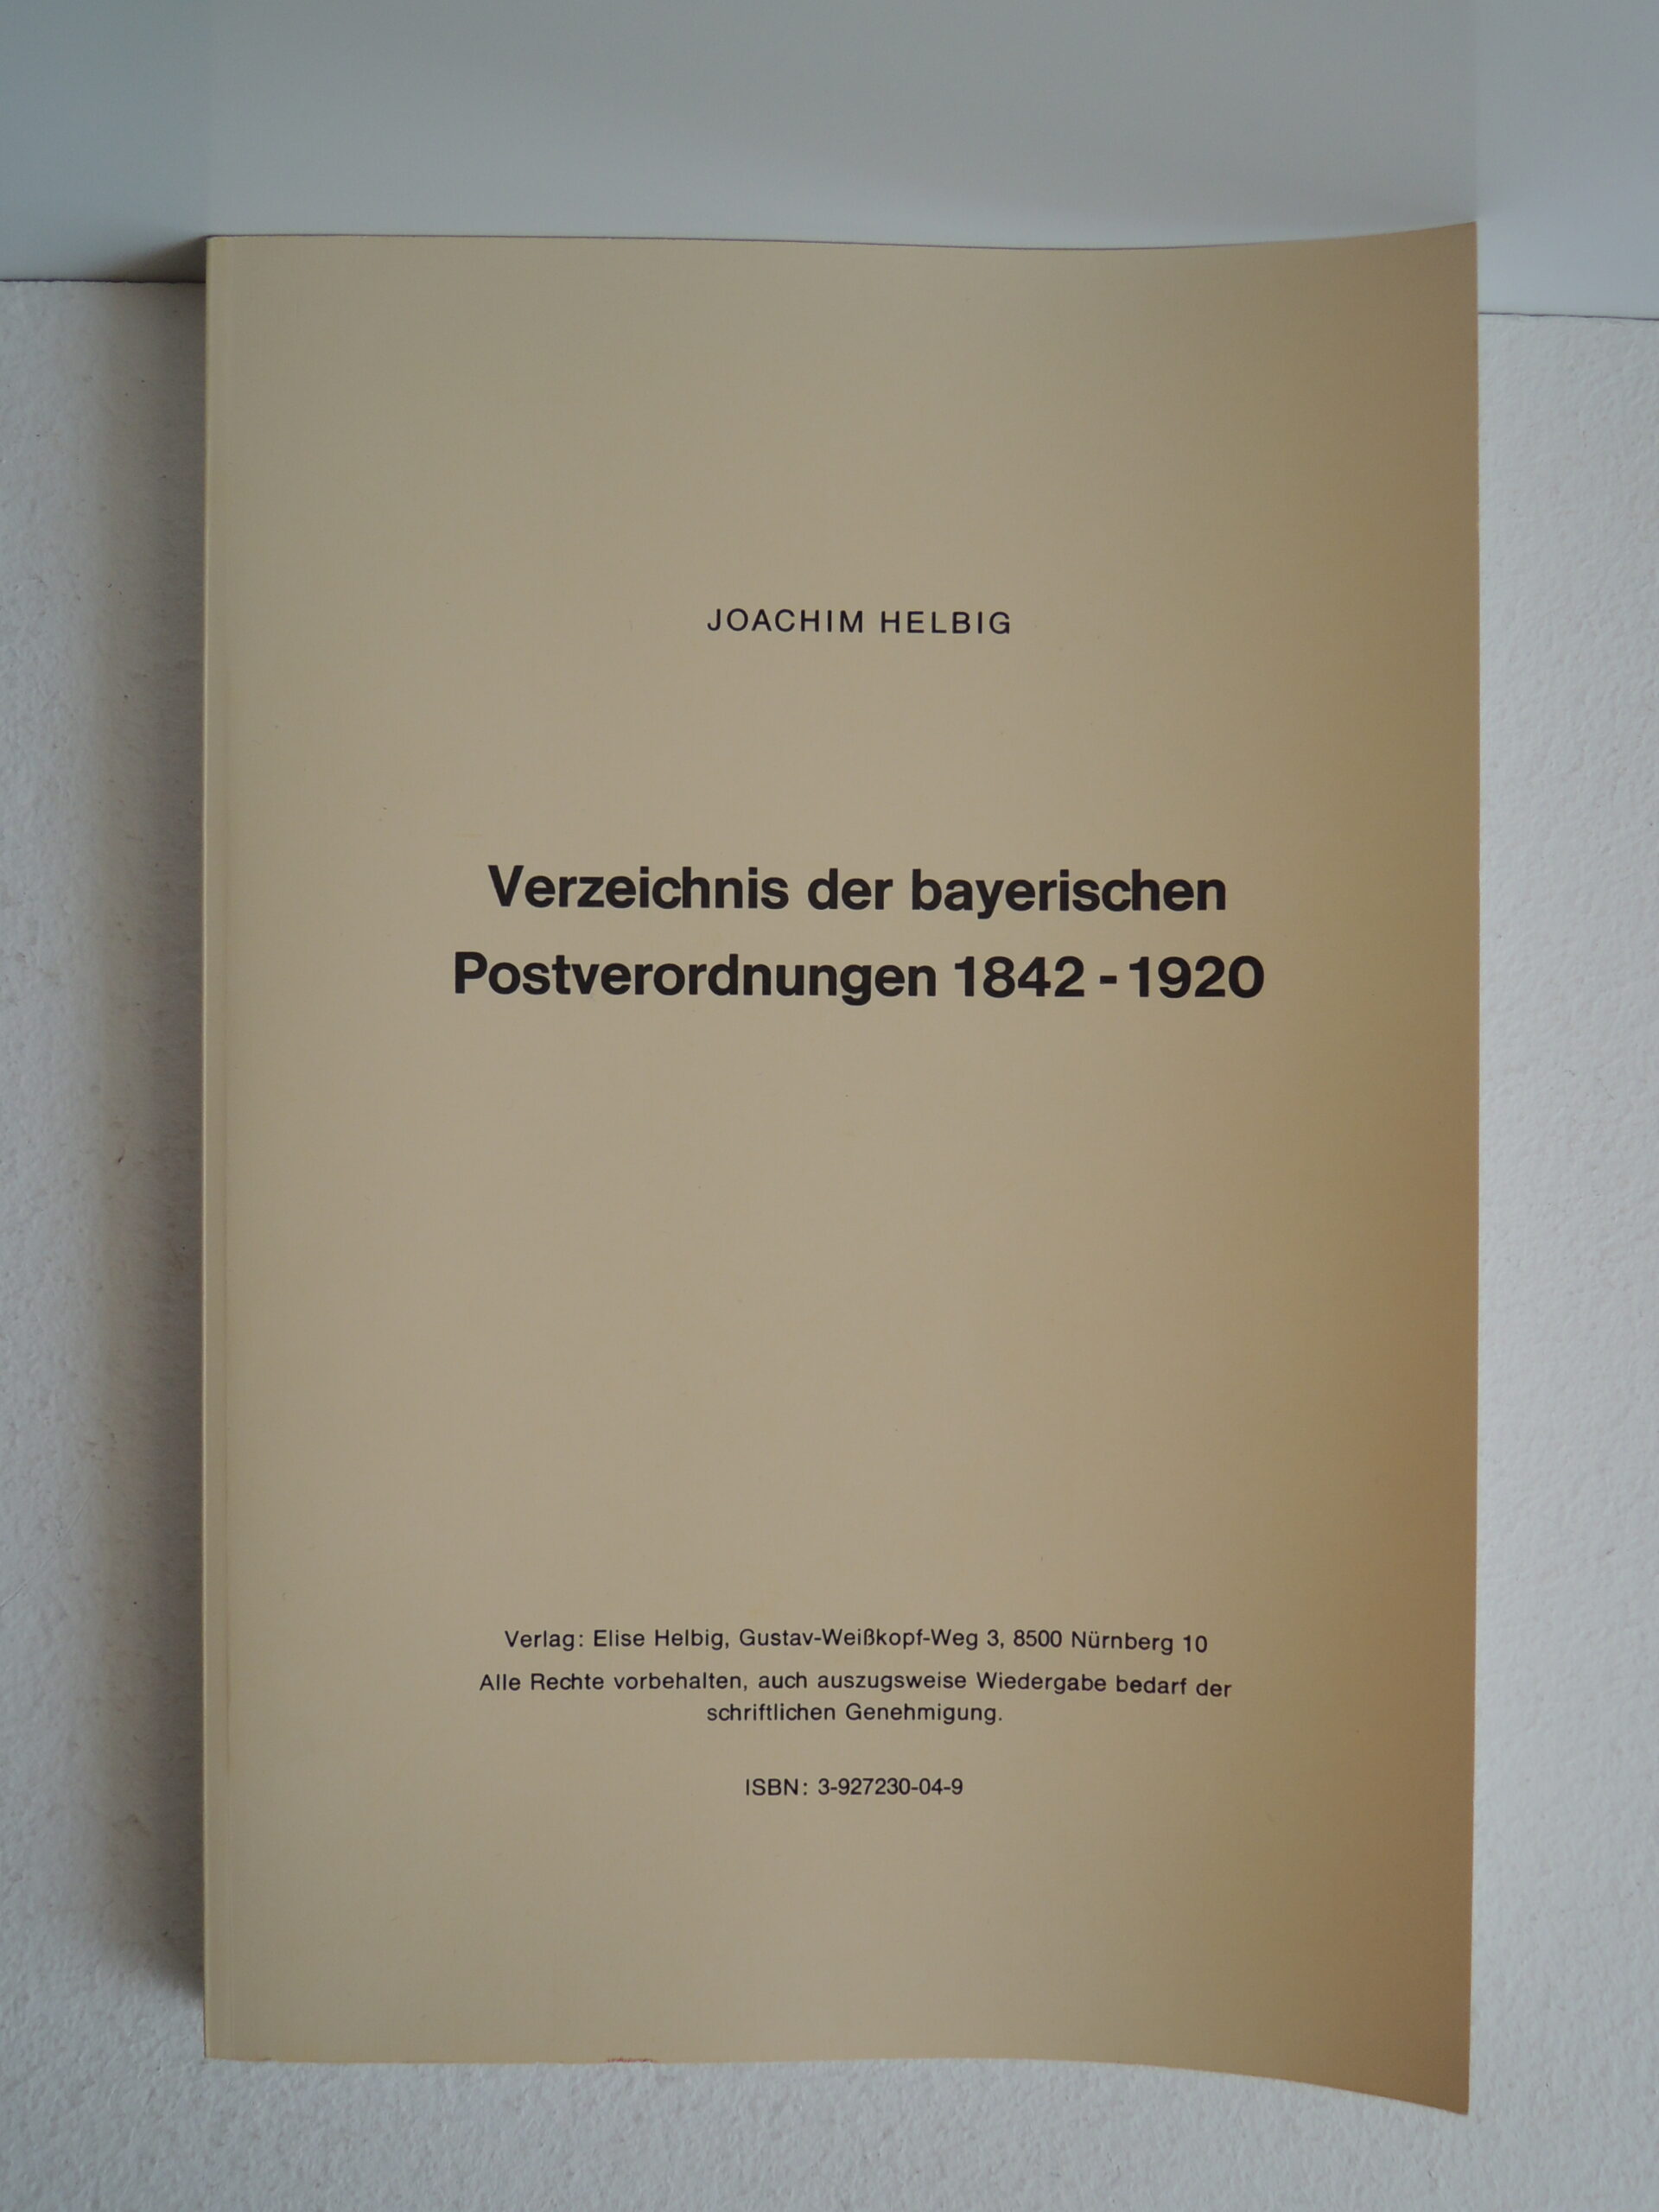 JOACHIM HELBIG
Verzeichnis der bayerischen
Postverordnungen 1842 - 1920
Verlag: Elise Helbig, Gustav-Weißkopf-Weg 3, 8500 Nürnberg 10
Alle Rechte vorbehalten, auch auszugsweise Wiedergabe bedarf der
schriftlichen Genehmigung.
ISBN: 3-927230-04-9